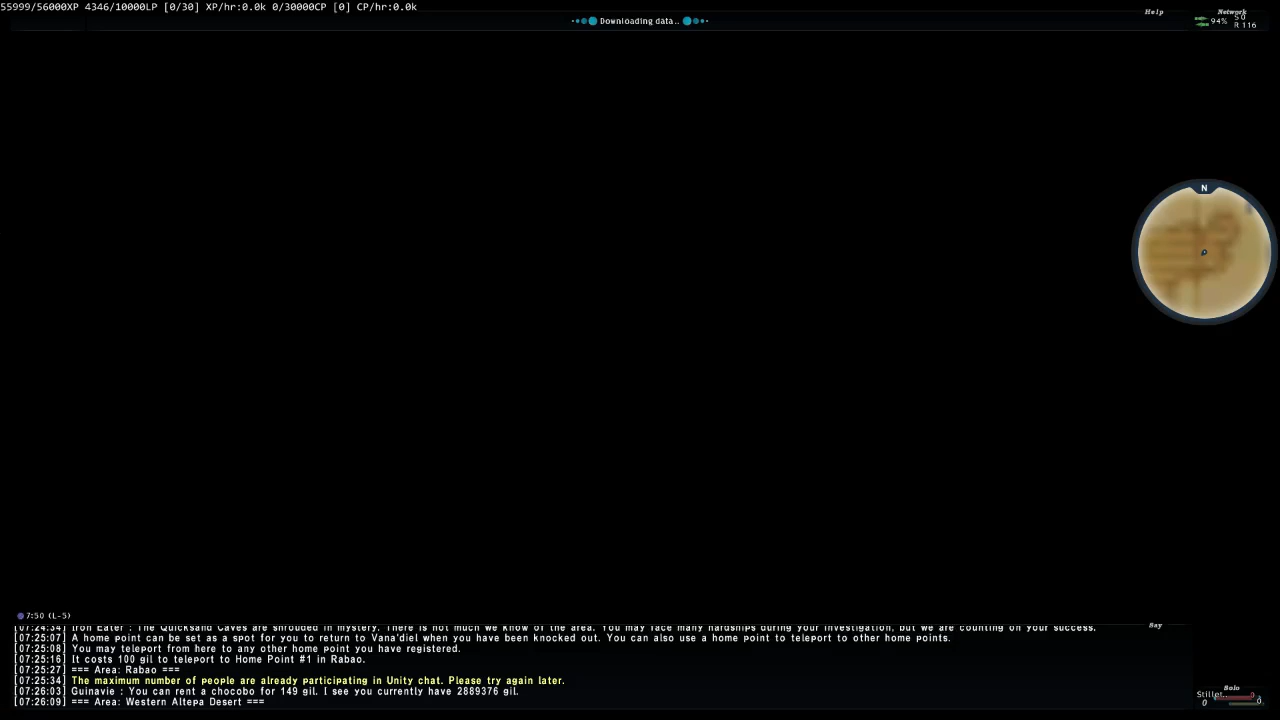 55999/56000XP 4346/10000LP [0/30] XP/hr:0.0k 0/30000CP [0] CP/hr:0.0k
Downloading data..
Help
Network
94% S 0
R 116
N
7:50 (L-5)
[07:24:34] Iron Eater : The Quicksand Caves are shrouded in mystery. There is not much we know of the area. You may face many hardships during your investigation, but we are counting on your success.
Say
[07:25:07] A home point can be set as a spot for you to return to Vana'diel when you have been knocked out. You can also use a home point to teleport to other home points.
[07:25:08] You may teleport from here to any other home point you have registered.
[07:25:16] It costs 100 gil to teleport to Home Point #1 in Rabao.
[07:25:27] === Area: Rabao ===
[07:25:34] The maximum number of people are already participating in Unity chat. Please try again later.
[07:26:03] Guinavie : You can rent a chocobo for 149 gil. I see you currently have 2889376 gil.
[07:26:09] === Area: Western Altepa Desert ===
Solo
Stillet.. 0
0 0